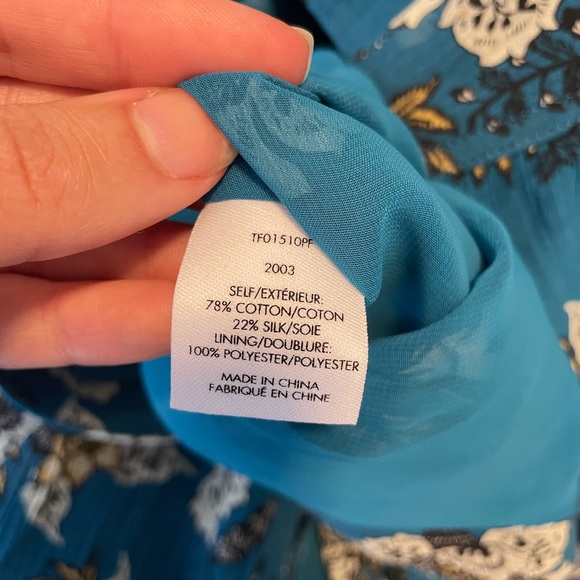 TF01510PF
2003
SELF/EXTÉRIEUR:
78% COTTON/COTON
22% SILK/SOIE
LINING/DOUBLURE:
100% POLYESTER/POLYESTER
MADE IN CHINA
FABRIQUÉ EN CHINE